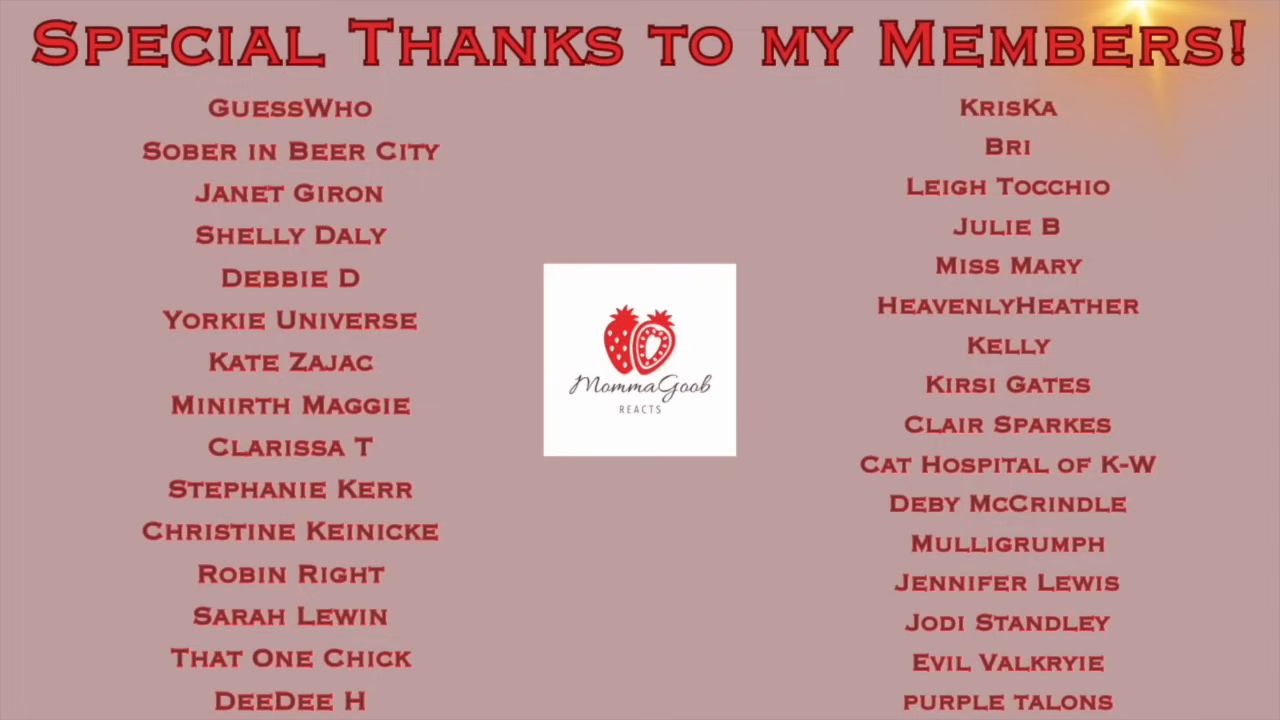 Special Thanks to my Members!
GuessWho
Sober in Beer City
Janet Giron
Shelly Daly
Debbie D
Yorkie Universe
Kate Zajac
Minirth Maggie
Clarissa T
Stephanie Kerr
Christine Keinicke
Robin Right
Sarah Lewin
That One Chick
DeeDee H
MommaGoob
REACTS
KrisKa
Bri
Leigh Tocchio
Julie B
Miss Mary
HeavenlyHeather
Kelly
Kirsi Gates
Clair Sparkes
Cat Hospital of K-W
Deby McCrindle
Mulligrumph
Jennifer Lewis
Jodi Standley
Evil Valkryie
purple talons